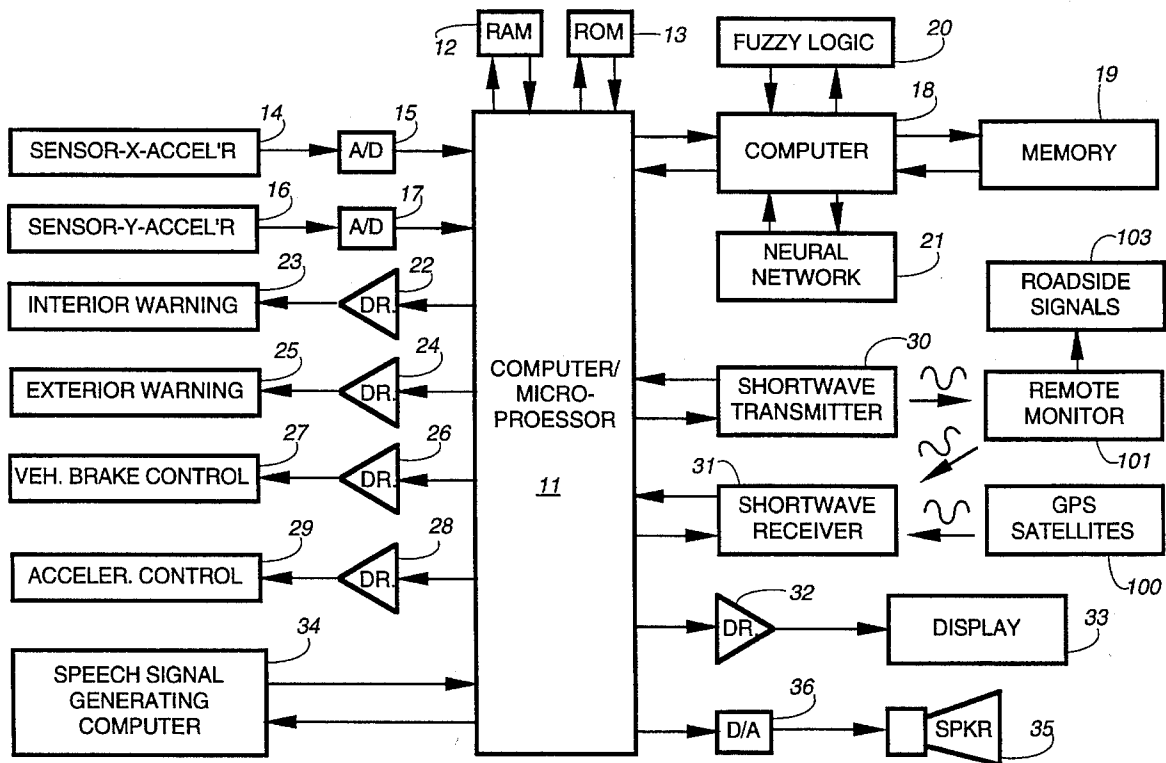 12
RAM
ROM
13
FUZZY LOGIC
20
18
19
COMPUTER
MEMORY
NEURAL
NETWORK
21
14
SENSOR-X-ACCEL'R
15
A/D
16
SENSOR-Y-ACCEL'R
17
A/D
23
INTERIOR WARNING
22
DR.
25
EXTERIOR WARNING
24
DR.
27
VEH. BRAKE CONTROL
26
DR.
29
ACCELER. CONTROL
28
DR.
34
SPEECH SIGNAL
GENERATING
COMPUTER
COMPUTER/
MICRO-
PROESSOR
11
103
ROADSIDE
SIGNALS
30
SHORTWAVE
TRANSMITTER
REMOTE
MONITOR
101
31
SHORTWAVE
RECEIVER
GPS
SATELLITES
100
32
DR.
DISPLAY
33
36
D/A
SPKR
35